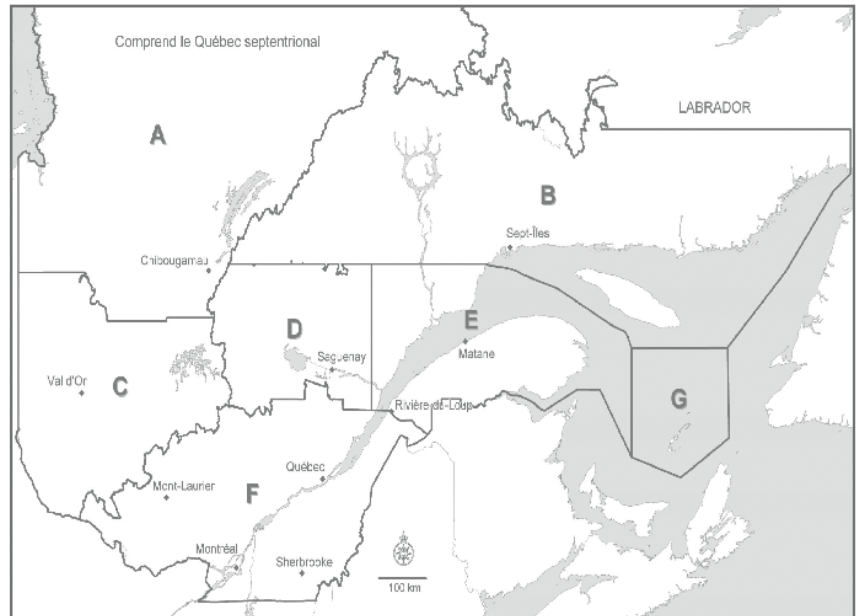 Comprend le Québec septentrional
LABRADOR
A
B
Sept-Îles
Chibougamau
D
E
Saguenay
Matane
Val d'Or
C
G
Rivière-du-Loup
Québec
Mont-Laurier
F
Montréal
Sherbrooke
100 km